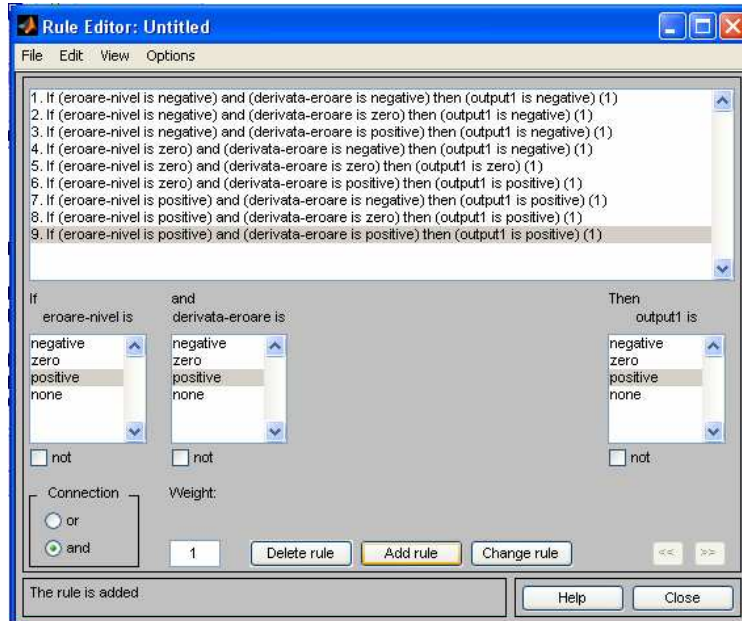 Rule Editor: Untitled
File Edit View Options
1. If (eroare-nivel is negative) and (derivata-eroare is negative) then (output1 is negative) (1)
2. If (eroare-nivel is negative) and (derivata-eroare is zero) then (output1 is negative) (1)
3. If (eroare-nivel is negative) and (derivata-eroare is positive) then (output1 is negative) (1)
4. If (eroare-nivel is zero) and (derivata-eroare is negative) then (output1 is negative) (1)
5. If (eroare-nivel is zero) and (derivata-eroare is zero) then (output1 is zero) (1)
6. If (eroare-nivel is zero) and (derivata-eroare is positive) then (output1 is positive) (1)
7. If (eroare-nivel is positive) and (derivata-eroare is negative) then (output1 is positive) (1)
8. If (eroare-nivel is positive) and (derivata-eroare is zero) then (output1 is positive) (1)
9. If (eroare-nivel is positive) and (derivata-eroare is positive) then (output1 is positive) (1)
If and Then
eroare-nivel is derivata-eroare is output1 is
negative negative negative
zero zero zero
positive positive positive
none none none
not not not
Connection Weight:
or
and 1 Delete rule Add rule Change rule << >>
The rule is added Help Close